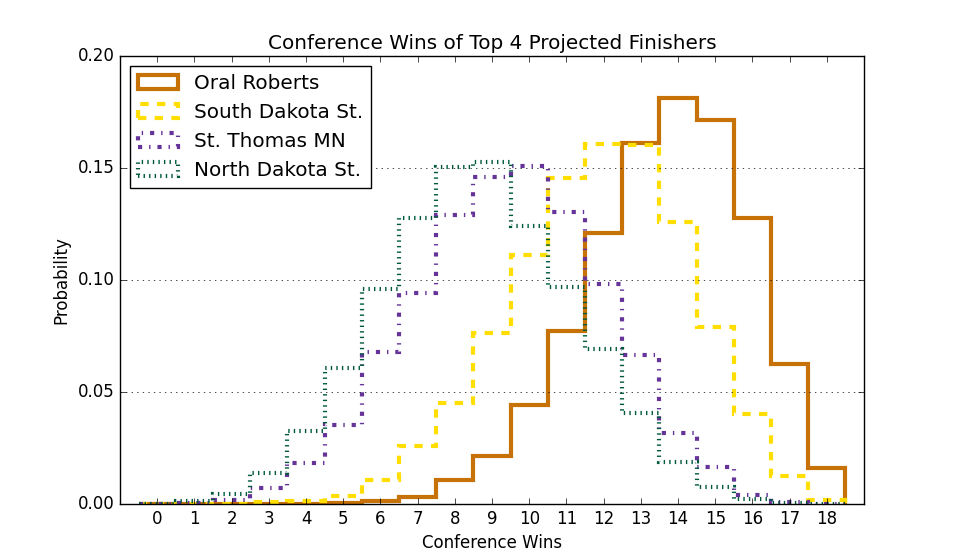 Conference Wins of Top 4 Projected Finishers
0.20
Oral Roberts
South Dakota St.
St. Thomas MN
North Dakota St.
0.15
Probability
0.10
0.05
0.00
0 1 2 3 4 5 6 7 8 9 10 11 12 13 14 15 16 17 18
Conference Wins